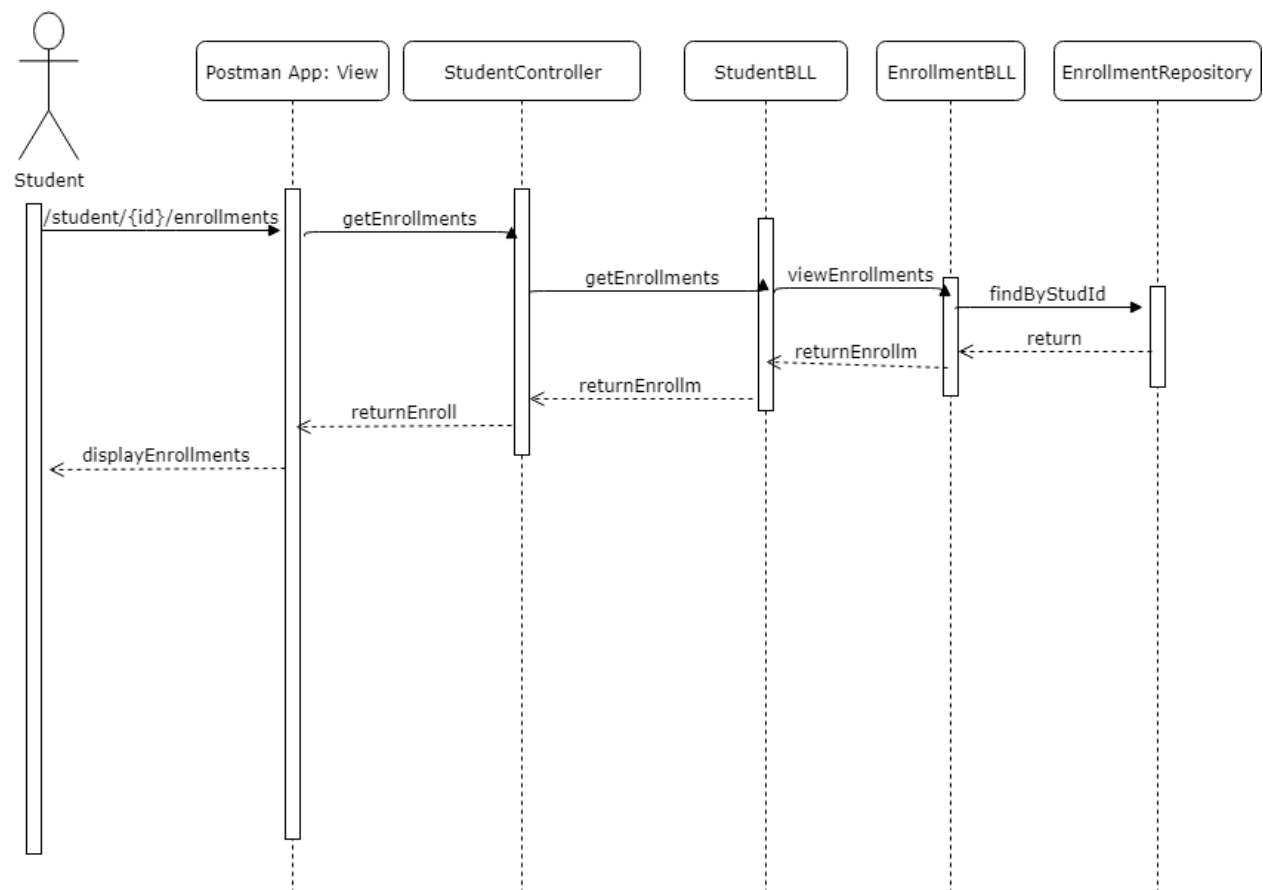 Postman App: View
StudentController
StudentBLL
EnrollmentBLL
EnrollmentRepository
Student
/student/{id}/enrollments
getEnrollments
getEnrollments
viewEnrollments
findByStudId
return
returnEnrollm
returnEnrollm
returnEnroll
displayEnrollments